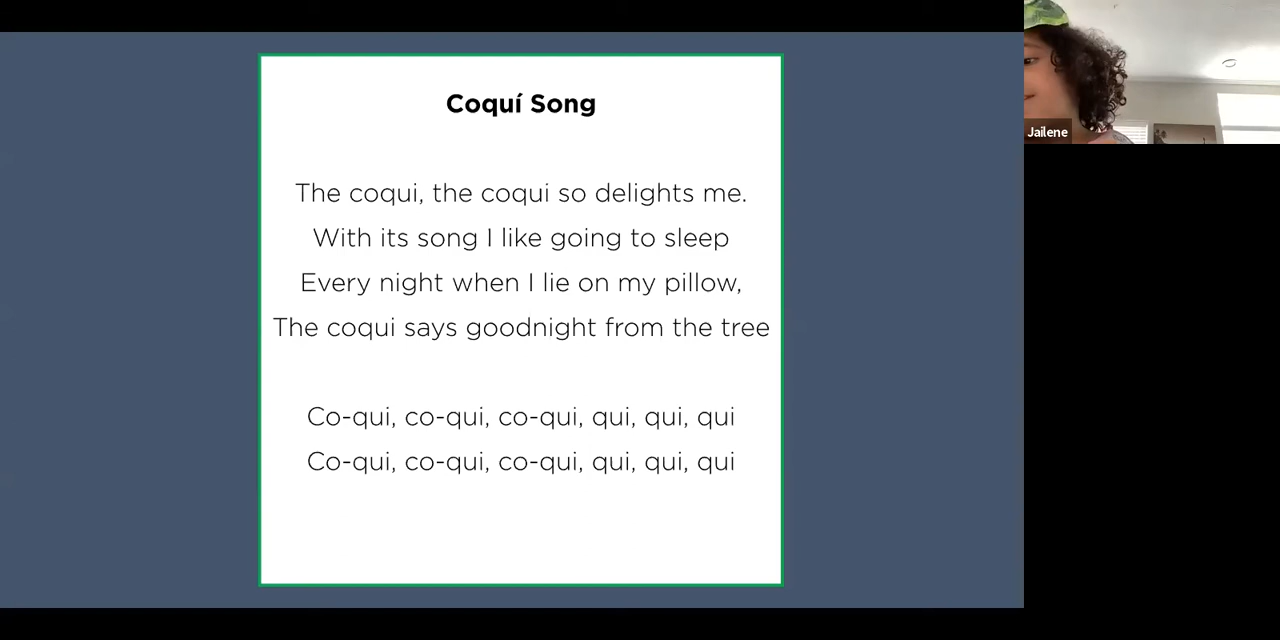 Coquí Song
The coqui, the coqui so delights me.
With its song I like going to sleep
Every night when I lie on my pillow,
The coqui says goodnight from the tree
Co-qui, co-qui, co-qui, qui, qui, qui
Co-qui, co-qui, co-qui, qui, qui, qui
Jailene